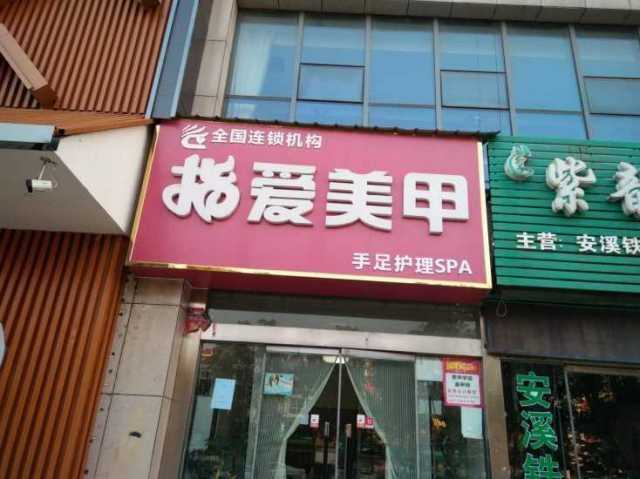 全国连锁机构
指爱美甲
手足护理SPA
紫
主营：安溪铁
安溪铁